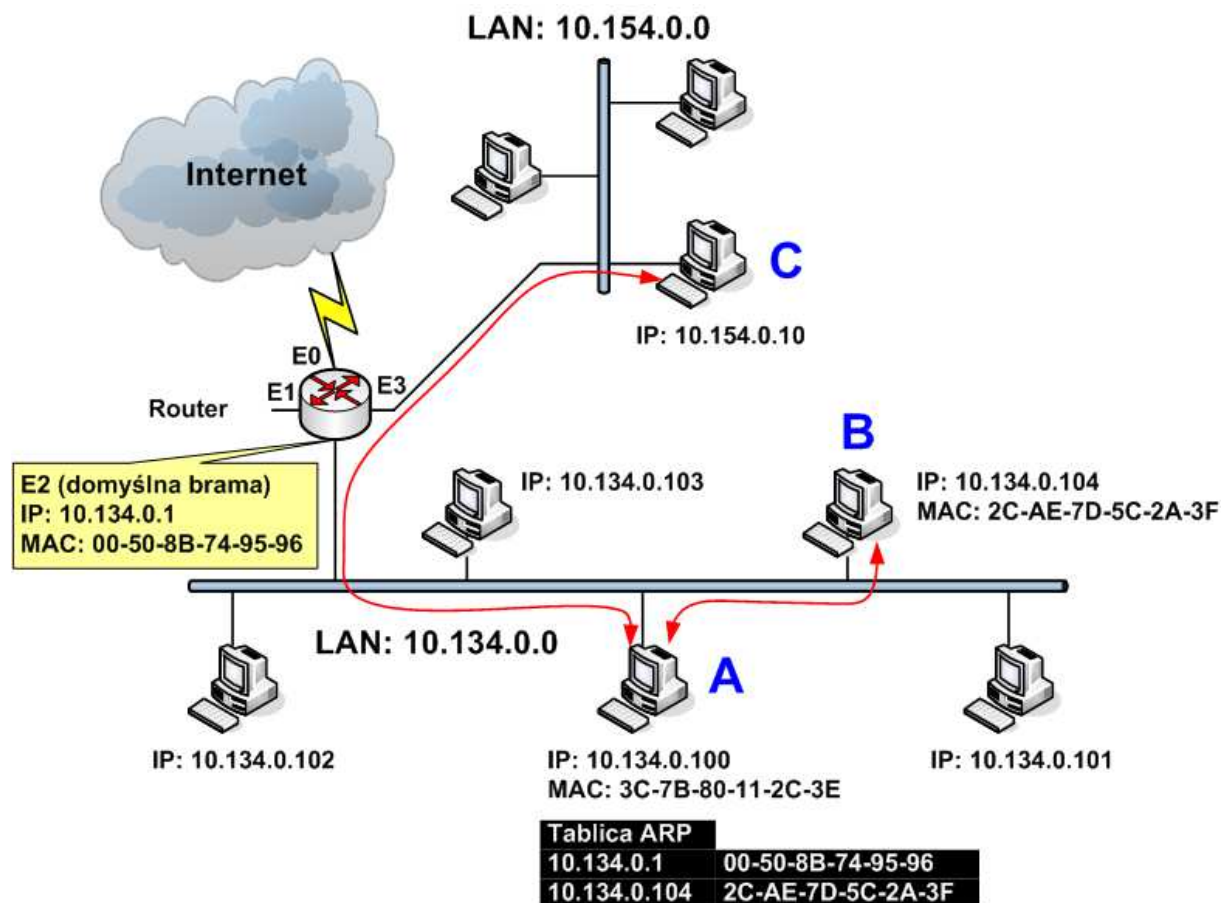 LAN: 10.154.0.0
Internet
C
IP: 10.154.0.10
E0
E1
E3
Router
B
E2 (domyślna brama)
IP: 10.134.0.1
MAC: 00-50-8B-74-95-96
IP: 10.134.0.103
IP: 10.134.0.104
MAC: 2C-AE-7D-5C-2A-3F
LAN: 10.134.0.0
A
IP: 10.134.0.102
IP: 10.134.0.100
MAC: 3C-7B-80-11-2C-3E
IP: 10.134.0.101
Tablica ARP
10.134.0.1 00-50-8B-74-95-96
10.134.0.104 2C-AE-7D-5C-2A-3F